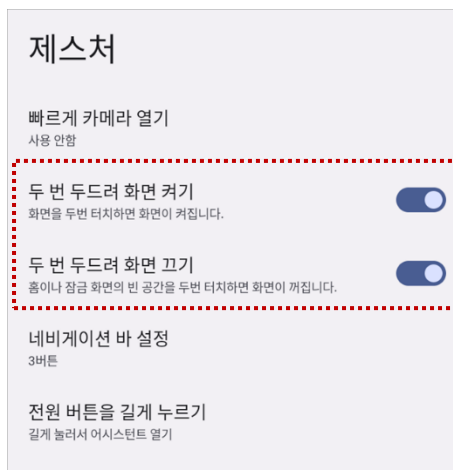 제스처
빠르게 카메라 열기
사용 안함
두 번 두드려 화면 켜기
화면을 두번 터치하면 화면이 켜집니다.
두 번 두드려 화면 끄기
홈이나 잠금 화면의 빈 공간을 두번 터치하면 화면이 꺼집니다.
네비게이션 바 설정
3버튼
전원 버튼을 길게 누르기
길게 눌러서 어시스턴트 열기